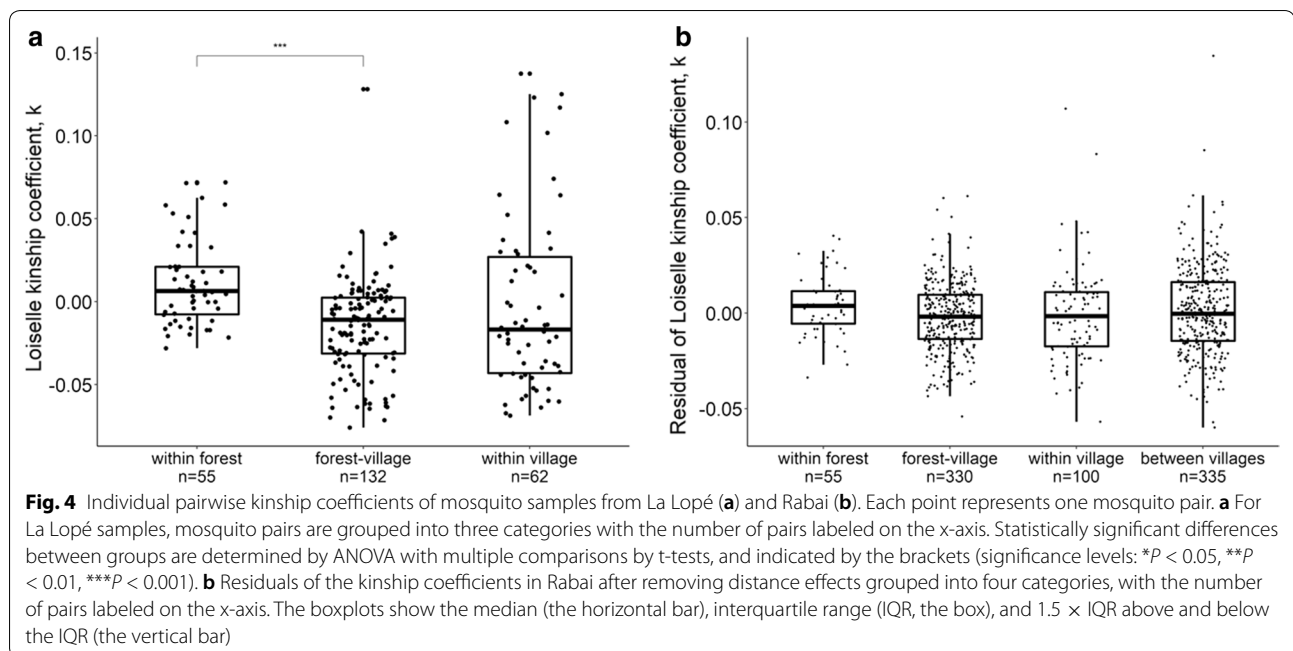 a
Loiselle kinship coefficient, k
0.15
0.10
0.05
0.00
-0.05
***
within forest
n=55
forest-village
n=132
within village
n=62
b
Residual of Loiselle kinship coefficient, k
0.10
0.05
0.00
-0.05
within forest
n=55
forest-village
n=330
within village
n=100
between villages
n=335
Fig. 4 Individual pairwise kinship coefficients of mosquito samples from La Lopé (a) and Rabai (b). Each point represents one mosquito pair. a For
La Lopé samples, mosquito pairs are grouped into three categories with the number of pairs labeled on the x-axis. Statistically significant differences
between groups are determined by ANOVA with multiple comparisons by t-tests, and indicated by the brackets (significance levels: *P < 0.05, **P
< 0.01, ***P < 0.001). b Residuals of the kinship coefficients in Rabai after removing distance effects grouped into four categories, with the number
of pairs labeled on the x-axis. The boxplots show the median (the horizontal bar), interquartile range (IQR, the box), and 1.5 × IQR above and below
the IQR (the vertical bar)